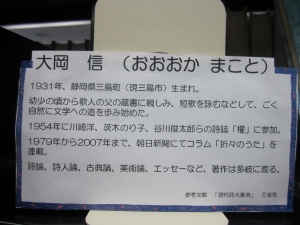 大岡　信　（おおおか まこと）
1931年、静岡県三島町（現三島市）生まれ。
幼少の頃から歌人の父の蔵書に親しみ、短歌を詠むなどして、ごく
自然に文学への道を歩み始めた。
1954年に川崎洋、茨木のり子、谷川俊太郎らの詩誌「櫂」に参加。
1979年から2007年まで、朝日新聞にてコラム「折々のうた」を
連載。
詩論、詩人論、古典論、美術論、エッセーなど、著作は多岐に渡る。
参考文献　「現代詩大事典」　三省堂